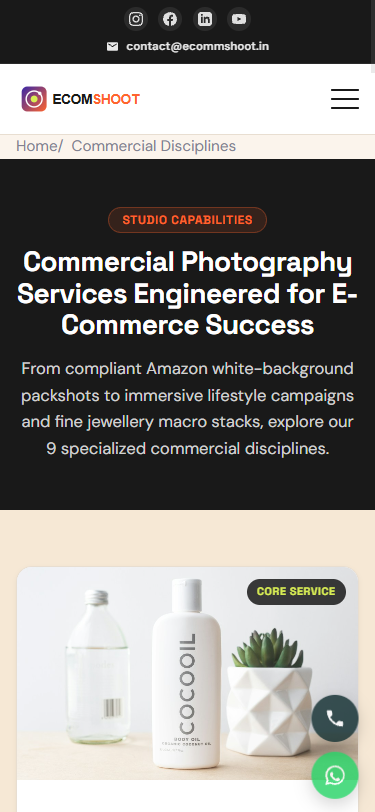 contact@ecommshoot.in
ECOMSHOOT
Home/ Commercial Disciplines
STUDIO CAPABILITIES
Commercial Photography
Services Engineered for E-
Commerce Success
From compliant Amazon white-background
packshots to immersive lifestyle campaigns
and fine jewellery macro stacks, explore our
9 specialized commercial disciplines.
CORE SERVICE
COCOOIL
BODY OIL